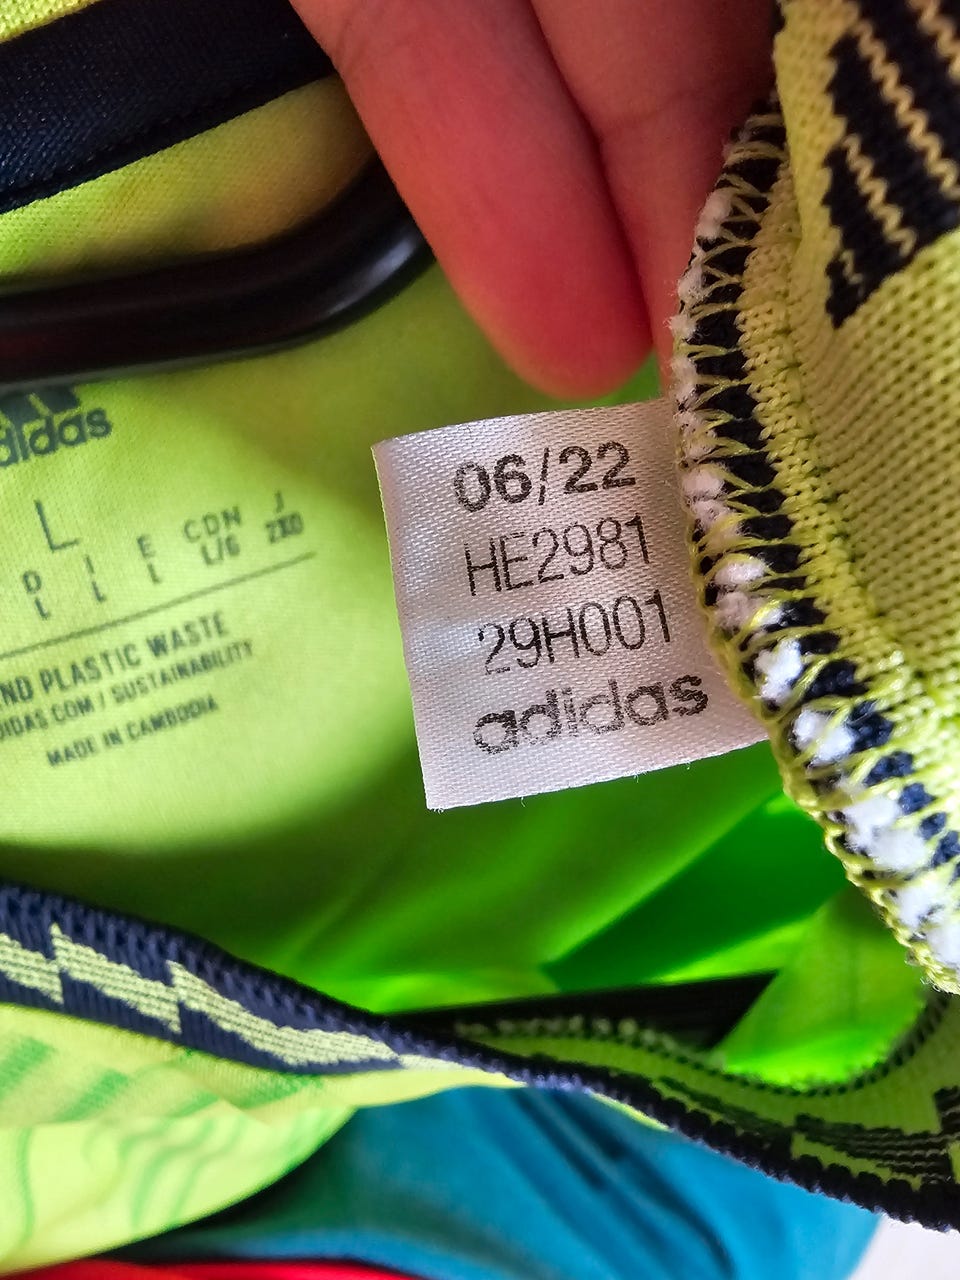 adidas
L
D I E CDN J
L L L L/G 2XO
ND PLASTIC WASTE
DIDAS.COM / SUSTAINABILITY
MADE IN CAMBODIA
06/22
HE2981
29H001
adidas